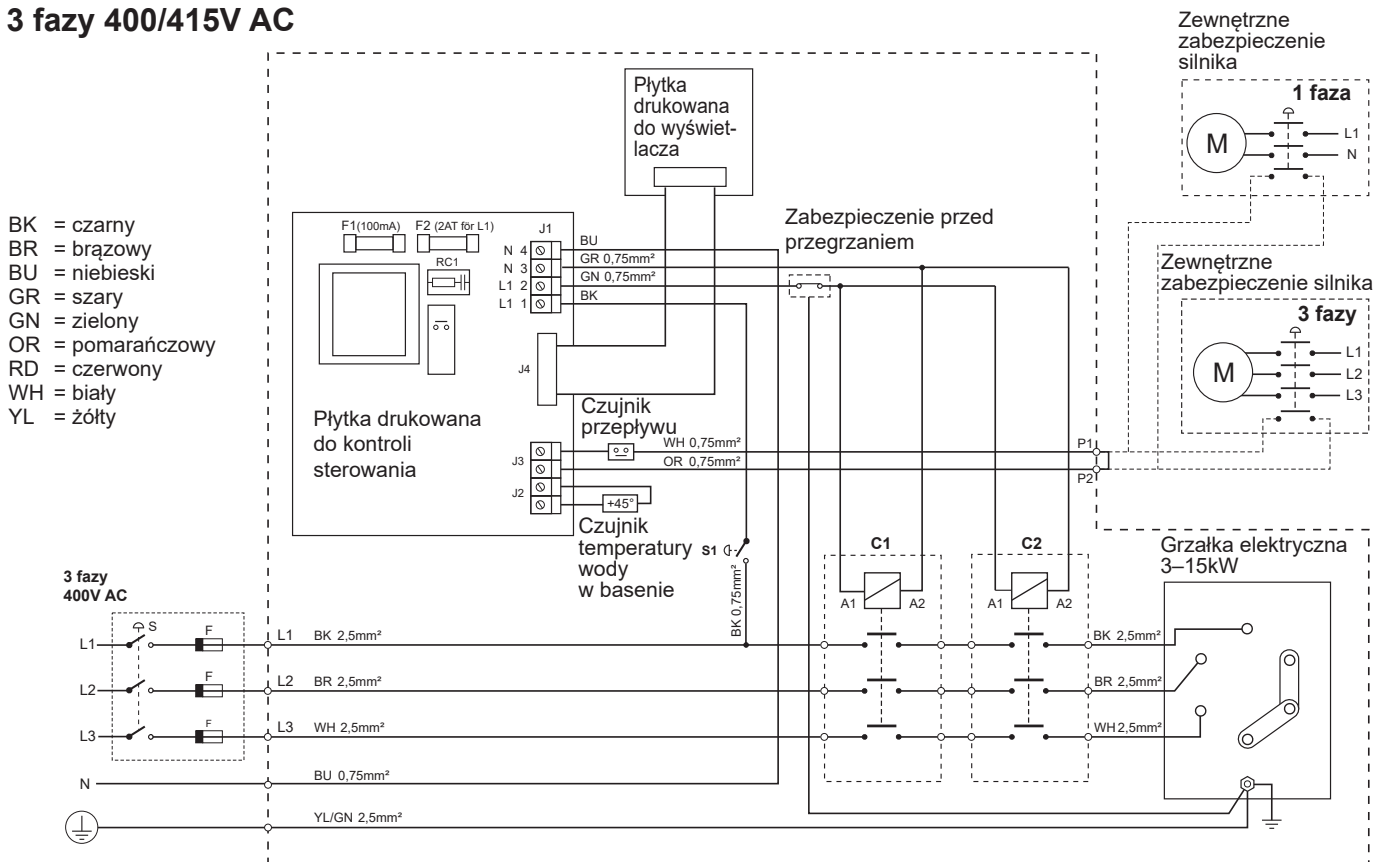 3 fazy 400/415V AC
Zewnętrzne
zabezpieczenie
silnika
1 faza
M
L1
N
Płytka
drukowana
do wyświet-
lacza
BK = czarny
BR = brązowy
BU = niebieski
GR = szary
GN = zielony
OR = pomarańczowy
RD = czerwony
WH = biały
YL = żółty
F1(100mA)
F2 (2AT för L1)
J1
RC1
N 4
N 3
L1 2
L1 1
BU
GR 0,75mm²
GN 0,75mm²
BK
Zabezpieczenie przed
przegrzaniem
Zewnętrzne
zabezpieczenie silnika
3 fazy
M
L1
L2
L3
J4
Płytka drukowana
do kontroli
sterowania
Czujnik
przepływu
WH 0,75mm²
OR 0,75mm²
P1
P2
J3
J2
+45°
Czujnik
temperatury
wody
w basenie
S1
BK 0,75mm²
C1
A1
A2
C2
A1
A2
Grzałka elektryczna
3–15kW
3 fazy
400V AC
S
L1
F
L1
BK 2,5mm²
BK 2,5mm²
L2
F
L2
BR 2,5mm²
BR 2,5mm²
L3
F
L3
WH 2,5mm²
WH2,5mm²
N
BU 0,75mm²
YL/GN 2,5mm²